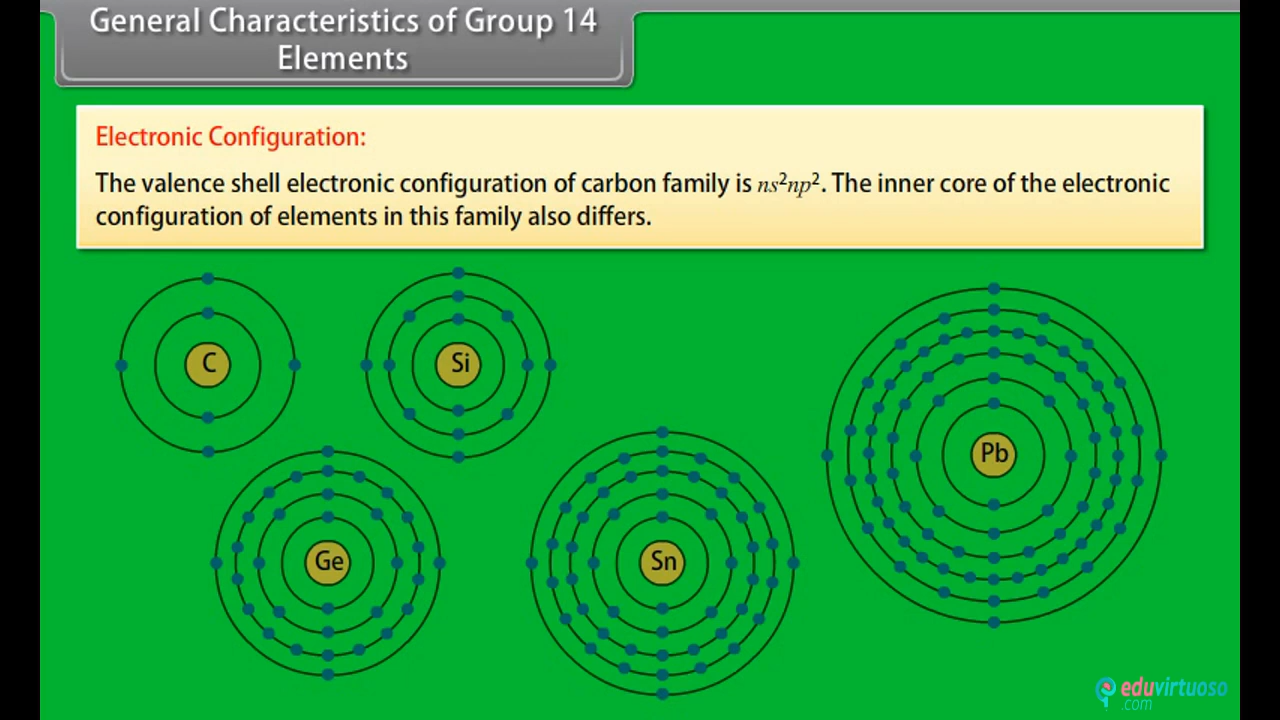 General Characteristics of Group 14
Elements
Electronic Configuration:
The valence shell electronic configuration of carbon family is ns²np². The inner core of the electronic
configuration of elements in this family also differs.
C
Si
Pb
Ge
Sn
eduvirtuoso
.com